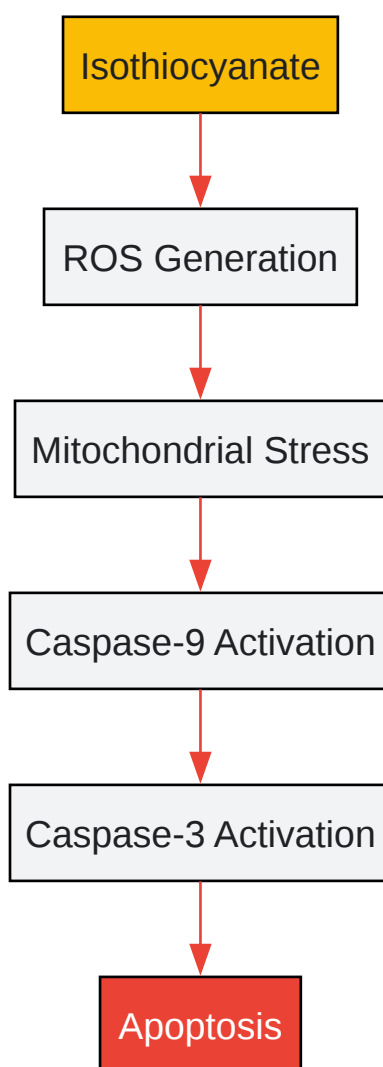 Isothiocyanate
ROS Generation
Mitochondrial Stress
Caspase-9 Activation
Caspase-3 Activation
Apoptosis